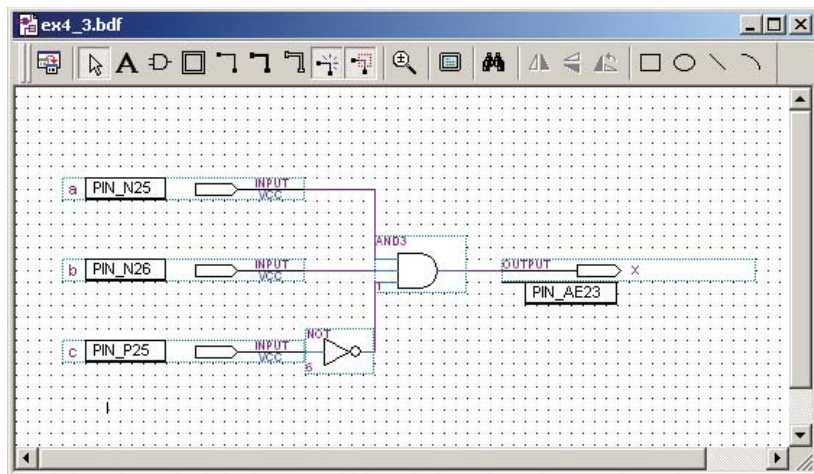 ex4_3.bdf
A
a PIN_N25 INPUT
VCC
AND3
b PIN_N26 INPUT
VCC
OUTPUT x
1
PIN_AE23
NOT
c PIN_P25 INPUT
VCC
6